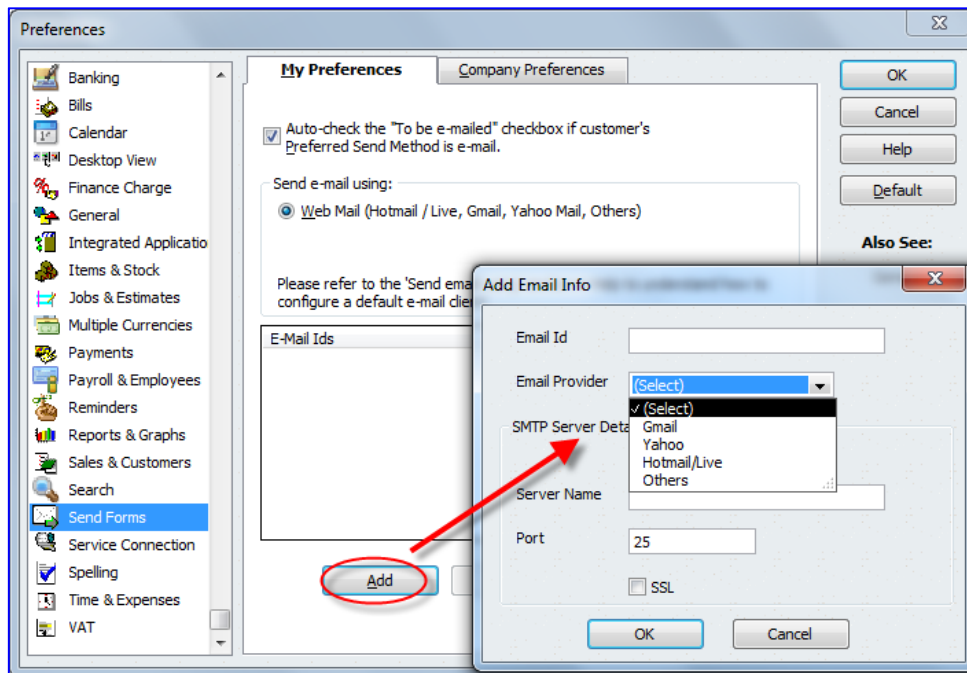 Preferences
Banking
Bills
Calendar
Desktop View
Finance Charge
General
Integrated Applicatio
Items & Stock
Jobs & Estimates
Multiple Currencies
Payments
Payroll & Employees
Reminders
Reports & Graphs
Sales & Customers
Search
Send Forms
Service Connection
Spelling
Time & Expenses
VAT
My Preferences
Company Preferences
Auto-check the "To be e-mailed" checkbox if customer's
Preferred Send Method is e-mail.
Send e-mail using:
Web Mail (Hotmail / Live, Gmail, Yahoo Mail, Others)
Please refer to the 'Send ema
configure a default e-mail clie
E-Mail Ids
Add
OK
Cancel
Help
Default
Also See:
Add Email Info
Email Id
Email Provider
(Select)
(Select)
Gmail
Yahoo
Hotmail/Live
Others
SMTP Server Deta
Server Name
Port
25
SSL
OK
Cancel